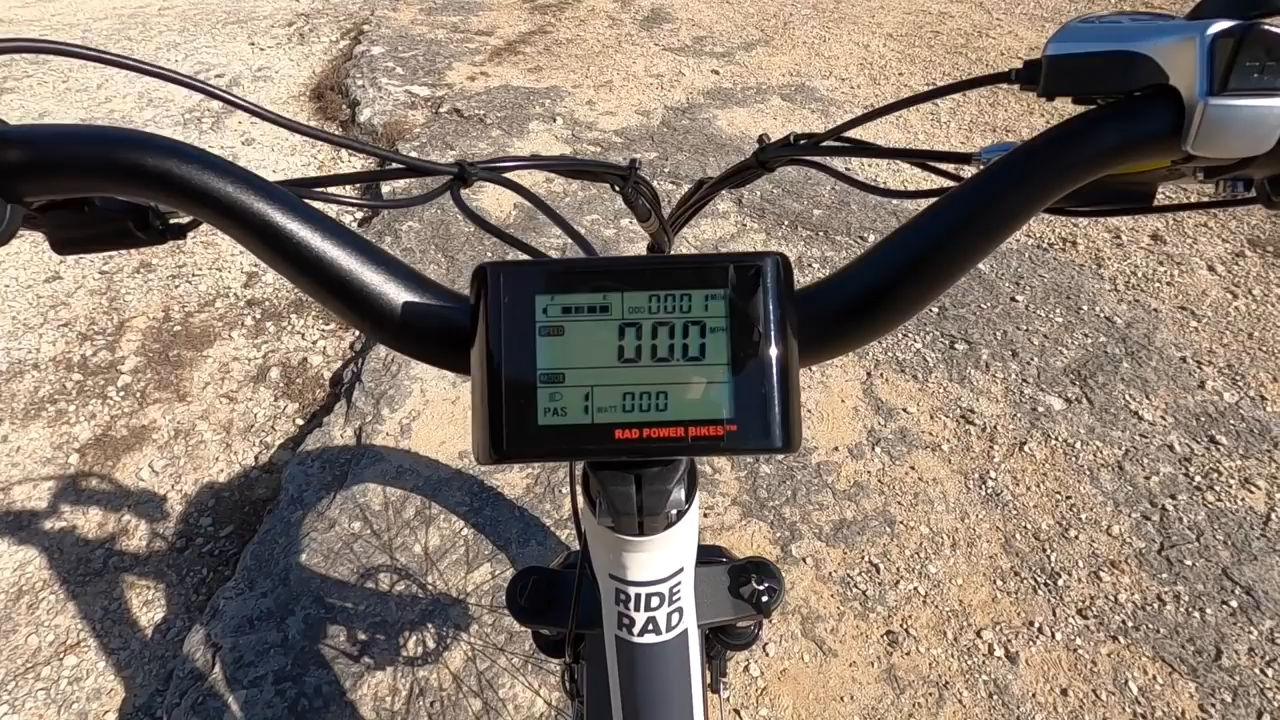 F E
ODO 0001 Mile
SPEED
00.0 MPH
MODE
PAS 1 WATT 000
RAD POWER BIKES™
RIDE
RAD